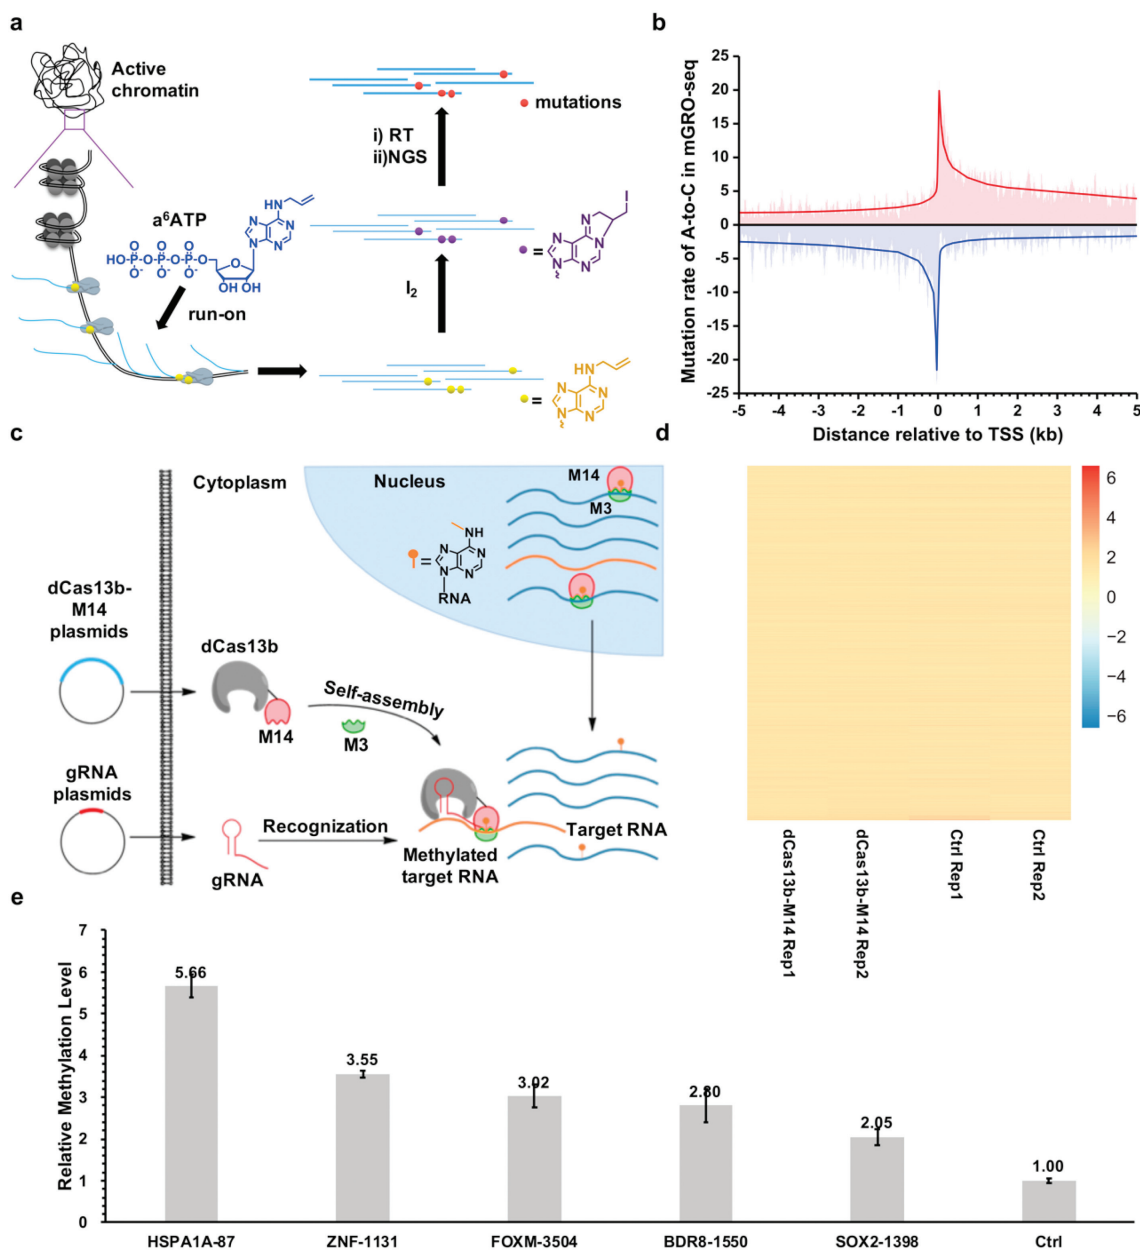 a
Active
chromatin
mutations
i) RT
ii)NGS
a⁶ATP
HN
N
N
N
N
O O O
HO-P-O-P-O-P-O
O⁻ O⁻ O⁻
O
OH OH
run-on
I₂
I
N
N
N
N
N
=
HN
N
N
N
N
=
b
Mutation rate of A-to-C in mGRO-seq
25
20
15
10
5
0
-5
-10
-15
-20
-25
-5 -4 -3 -2 -1 0 1 2 3 4 5
Distance relative to TSS (kb)
c
Cytoplasm
Nucleus
M14
M3
NH
N
N
N
N
=
RNA
dCas13b-
M14
plasmids
dCas13b
Self-assembly
M14
M3
gRNA
plasmids
Recognization
gRNA
Methylated
target RNA
Target RNA
d
6
4
2
0
−2
−4
−6
dCas13b-M14 Rep1
dCas13b-M14 Rep2
Ctrl Rep1
Ctrl Rep2
e
Relative Methylation Level
7
6
5
4
3
2
1
0
5.66
3.55
3.02
2.80
2.05
1.00
HSPA1A-87 ZNF-1131 FOXM-3504 BDR8-1550 SOX2-1398 Ctrl